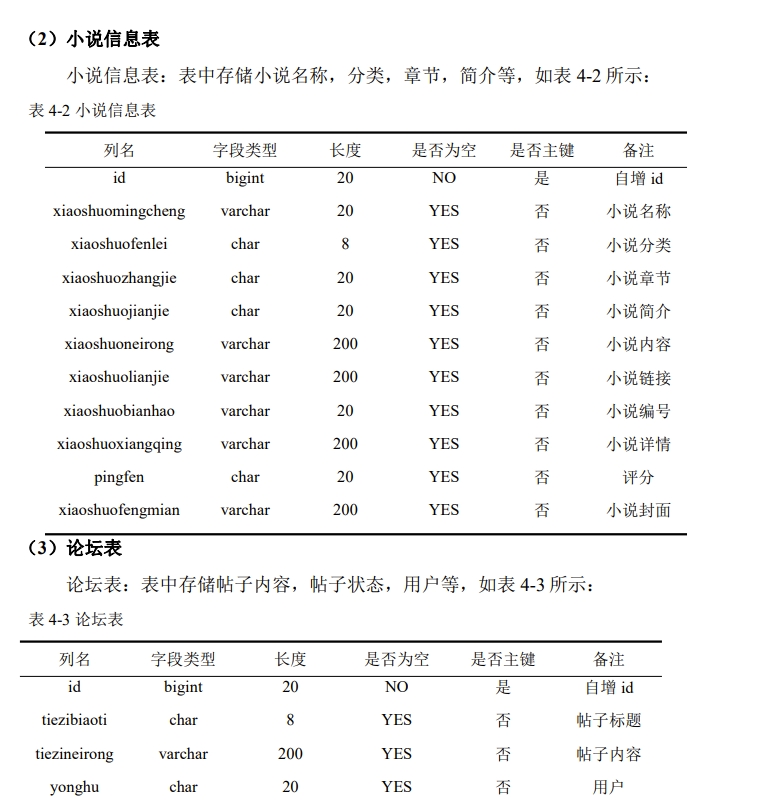 （2）小说信息表
小说信息表：表中存储小说名称，分类，章节，简介等，如表 4-2 所示：
表 4-2 小说信息表
列名 字段类型 长度 是否为空 是否主键 备注
id bigint 20 NO 是 自增 id
xiaoshuomingcheng varchar 20 YES 否 小说名称
xiaoshuofenlei char 8 YES 否 小说分类
xiaoshuozhangjie char 20 YES 否 小说章节
xiaoshuojianjie char 20 YES 否 小说简介
xiaoshuoneirong varchar 200 YES 否 小说内容
xiaoshuolianjie varchar 200 YES 否 小说链接
xiaoshuobianhao varchar 20 YES 否 小说编号
xiaoshuoxiangqing varchar 200 YES 否 小说详情
pingfen char 20 YES 否 评分
xiaoshuofengmian varchar 200 YES 否 小说封面
（3）论坛表
论坛表：表中存储帖子内容，帖子状态，用户等，如表 4-3 所示：
表 4-3 论坛表
列名 字段类型 长度 是否为空 是否主键 备注
id bigint 20 NO 是 自增 id
tiezibiaoti char 8 YES 否 帖子标题
tiezineirong varchar 200 YES 否 帖子内容
yonghu char 20 YES 否 用户